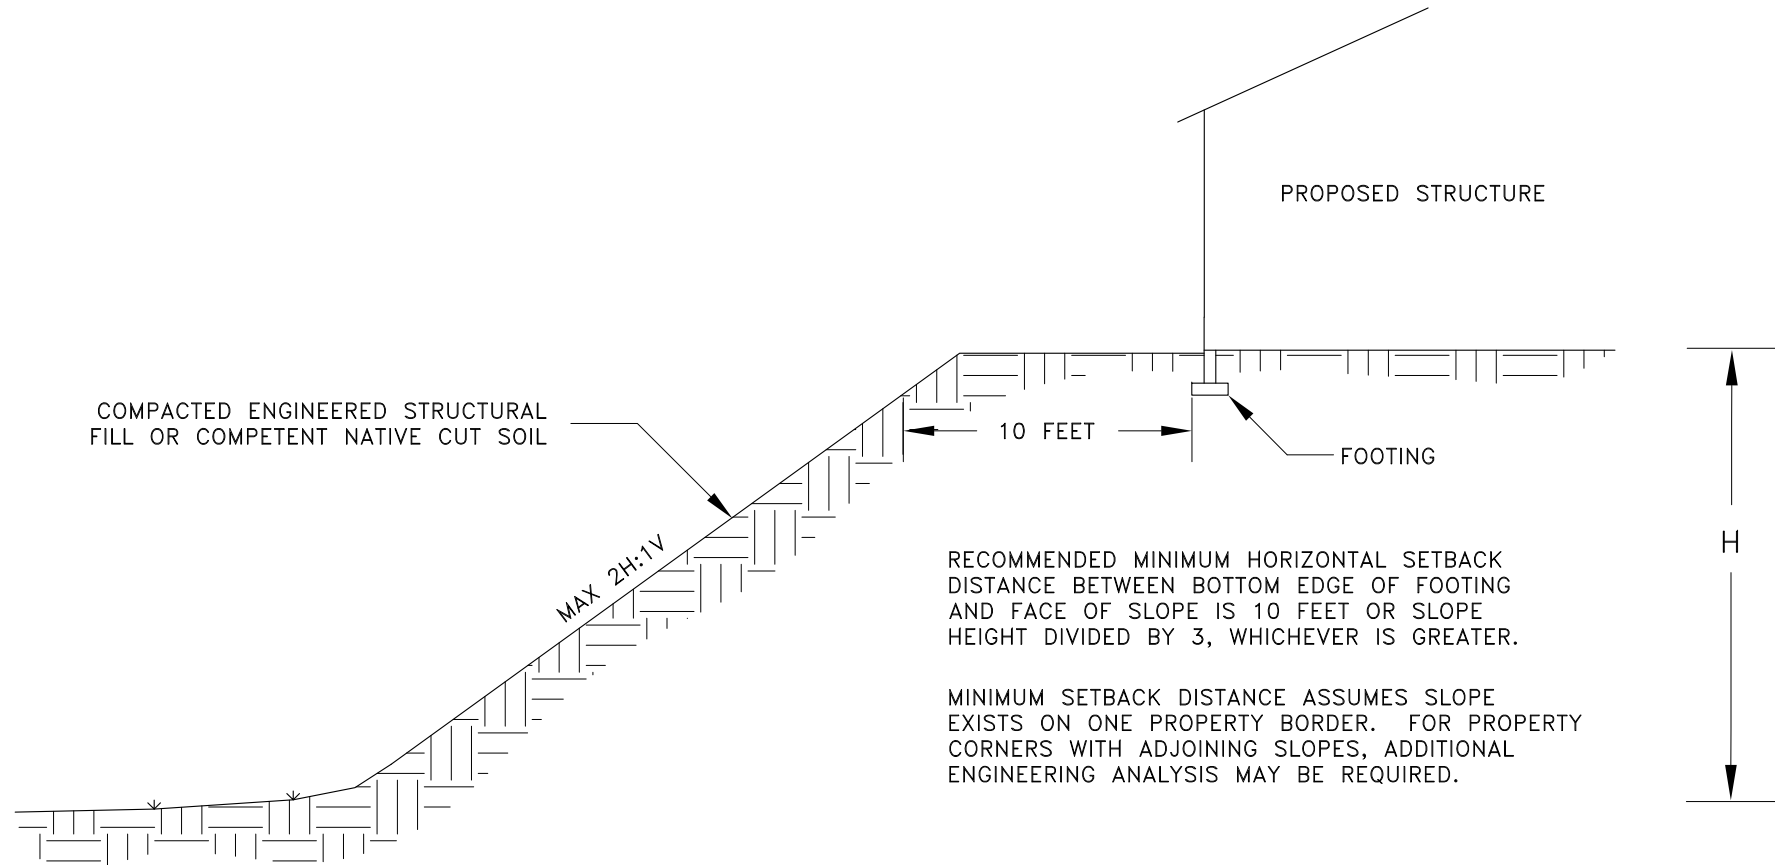 PROPOSED STRUCTURE
COMPACTED ENGINEERED STRUCTURAL
FILL OR COMPETENT NATIVE CUT SOIL
10 FEET
FOOTING
MAX 2H:1V
H
RECOMMENDED MINIMUM HORIZONTAL SETBACK
DISTANCE BETWEEN BOTTOM EDGE OF FOOTING
AND FACE OF SLOPE IS 10 FEET OR SLOPE
HEIGHT DIVIDED BY 3, WHICHEVER IS GREATER.
MINIMUM SETBACK DISTANCE ASSUMES SLOPE
EXISTS ON ONE PROPERTY BORDER. FOR PROPERTY
CORNERS WITH ADJOINING SLOPES, ADDITIONAL
ENGINEERING ANALYSIS MAY BE REQUIRED.